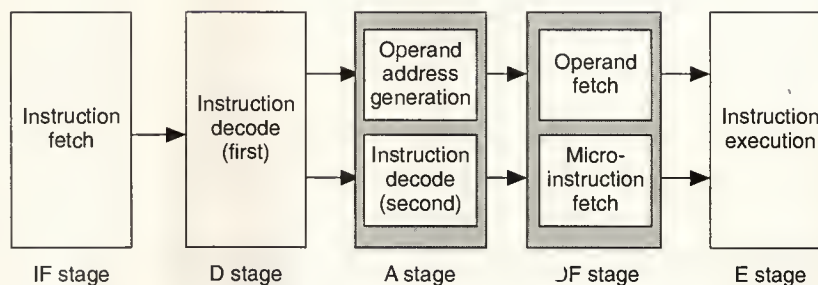 Instruction
fetch
Instruction
decode
(first)
Operand
address
generation
Instruction
decode
(second)
Operand
fetch
Micro-
instruction
fetch
Instruction
execution
IF stage
D stage
A stage
OF stage
E stage